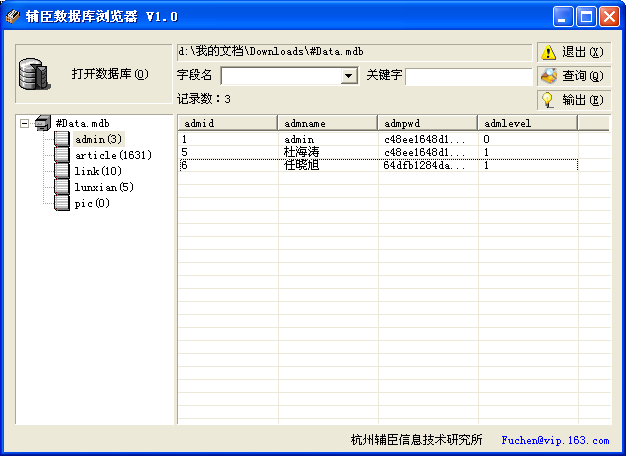 辅臣数据库浏览器 V1.0
打开数据库(O)
d:\我的文档\Downloads\#Data.mdb
退出(X)
字段名
关键字
查询(Q)
记录数：3
输出(E)
#Data.mdb
admin(3)
article(1631)
link(10)
lunxian(5)
pic(0)
admid admname admpwd admlevel
1 admin c48ee1648d1... 0
5 杜海涛 c48ee1648d1... 1
6 任晓旭 64dfb1284da... 1
杭州辅臣信息技术研究所 Fuchen@vip.163.com